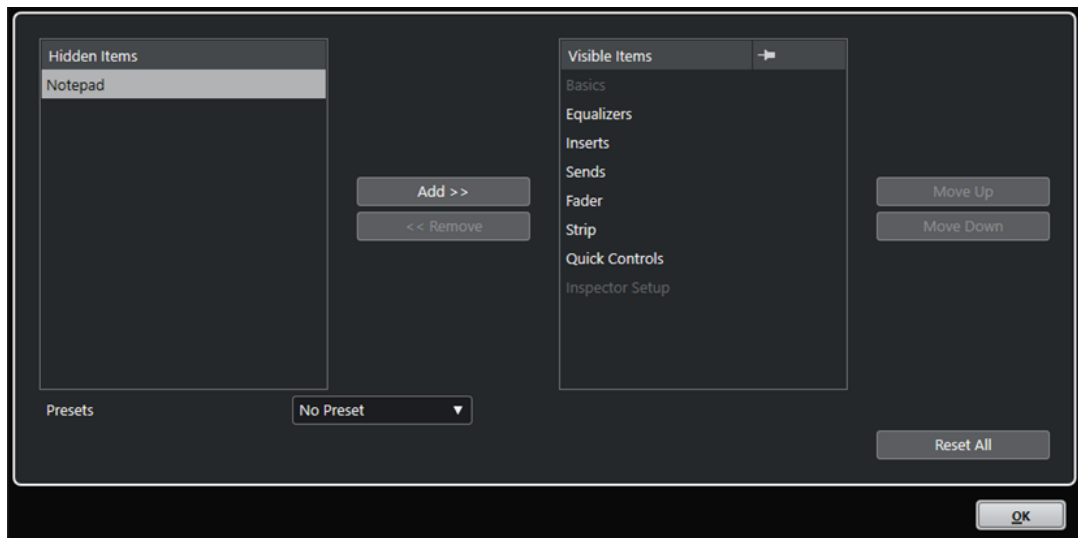 Hidden Items
Notepad
Add >>
<< Remove
Visible Items
Basics
Equalizers
Inserts
Sends
Fader
Strip
Quick Controls
Inspector Setup
Move Up
Move Down
Presets
No Preset
Reset All
OK